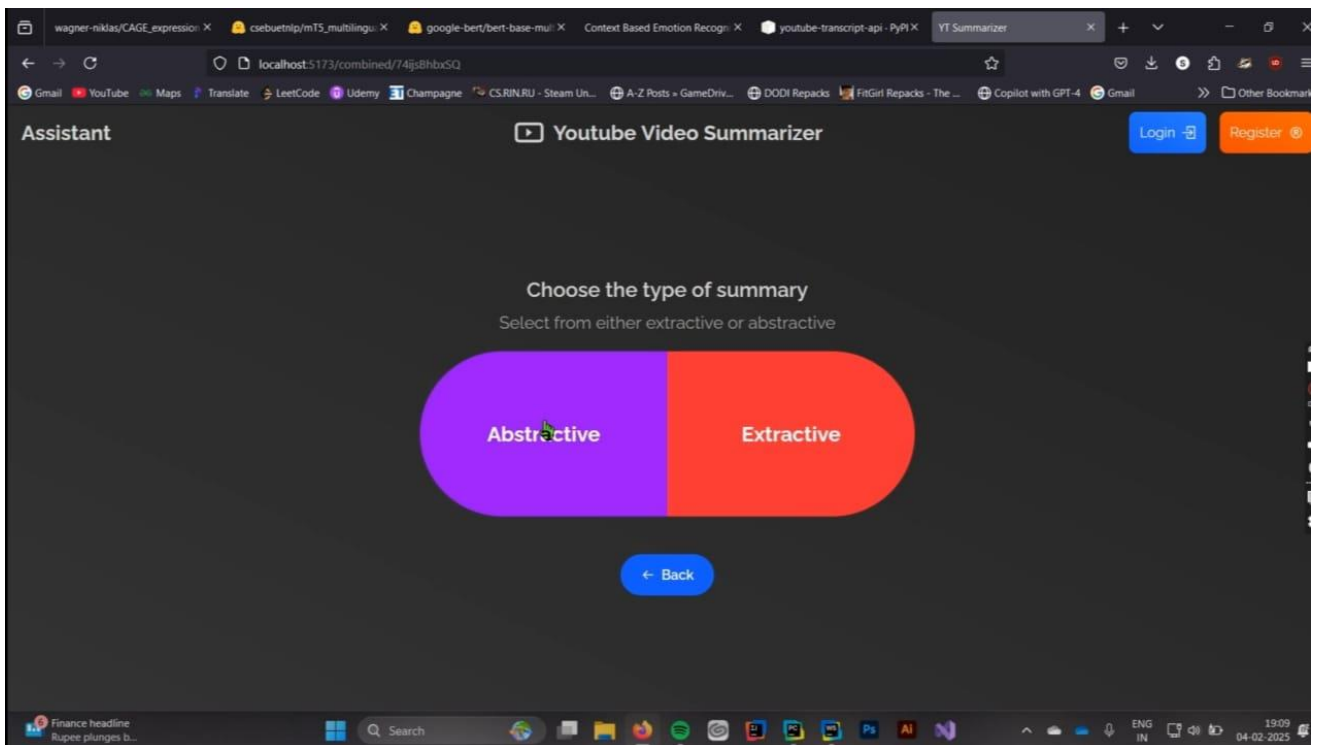 wagner-niklas/CAGE_expression
csebuetnlp/mT5_multilingu
google-bert/bert-base-mul
Context Based Emotion Recogn
youtube-transcript-api - PyPI
YT Summarizer
localhost:5173/combined/74ijs8hbxSQ
Gmail
YouTube
Maps
Translate
LeetCode
Udemy
Champagne
CS.RIN.RU - Steam Un...
A-Z Posts » GameDriv...
DODI Repacks
FitGirl Repacks - The ...
Copilot with GPT-4
Gmail
Other Bookmark
Assistant
Youtube Video Summarizer
Login
Register
Choose the type of summary
Select from either extractive or abstractive
Abstractive
Extractive
← Back
Finance headline
Rupee plunges b...
Search
Ps
Ai
ENG
IN
19:09
04-02-2025